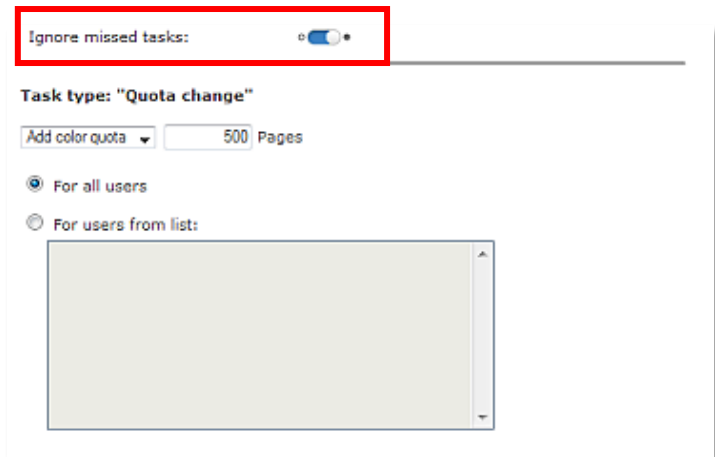 Ignore missed tasks:
Task type: "Quota change"
Add color quota 500 Pages
For all users
For users from list: